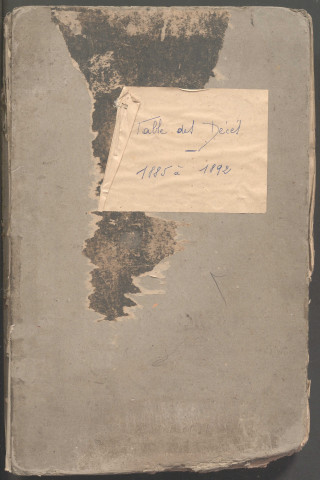 Table des Décès
—
1885 à 1892